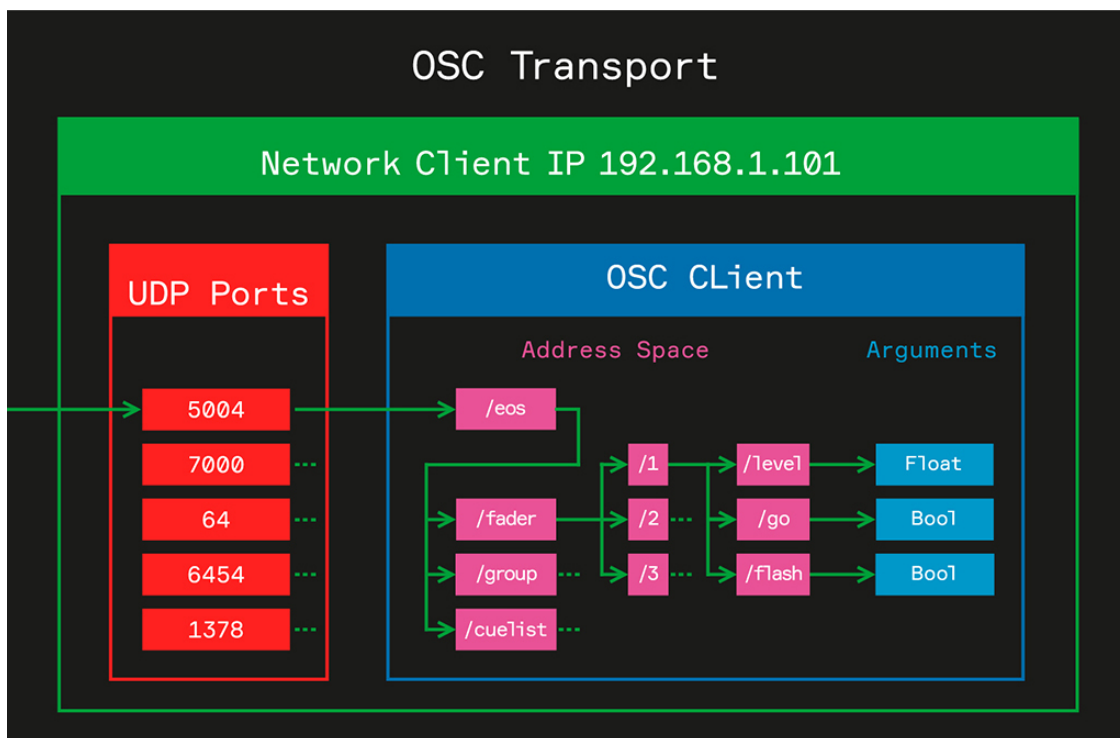 OSC Transport
Network Client IP 192.168.1.101
UDP Ports
5004
7000
64
6454
1378
OSC CLient
Address Space
Arguments
/eos
/fader
/group
/cuelist
/1
/2
/3
/level
/go
/flash
Float
Bool
Bool